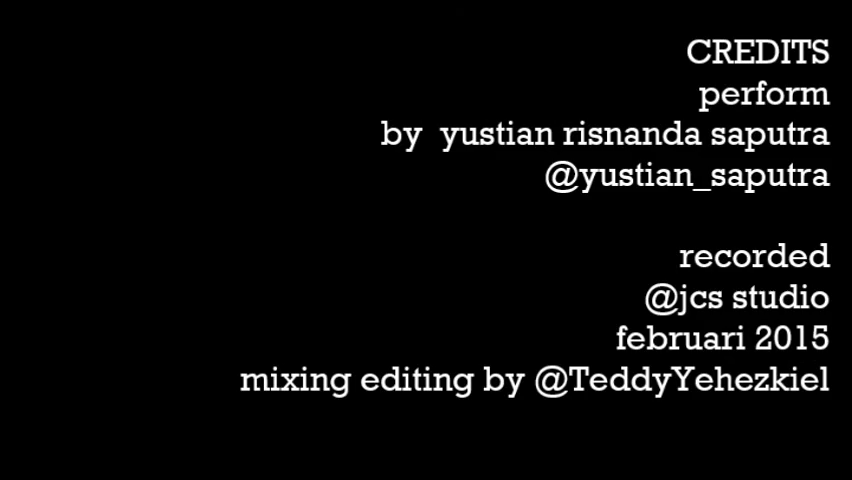 CREDITS
perform
by yustian risnanda saputra
@yustian_saputra
recorded
@jcs studio
februari 2015
mixing editing by @TeddyYehezkiel